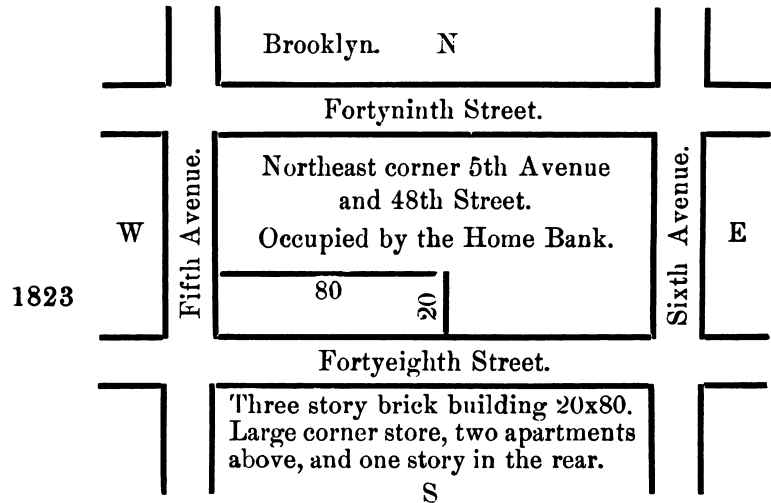 Brooklyn. N
Fortyninth Street.
Northeast corner 5th Avenue
and 48th Street.
Occupied by the Home Bank.
W
Fifth Avenue.
Sixth Avenue.
E
1823
80
20
Fortyeighth Street.
Three story brick building 20x80.
Large corner store, two apartments
above, and one story in the rear.
S